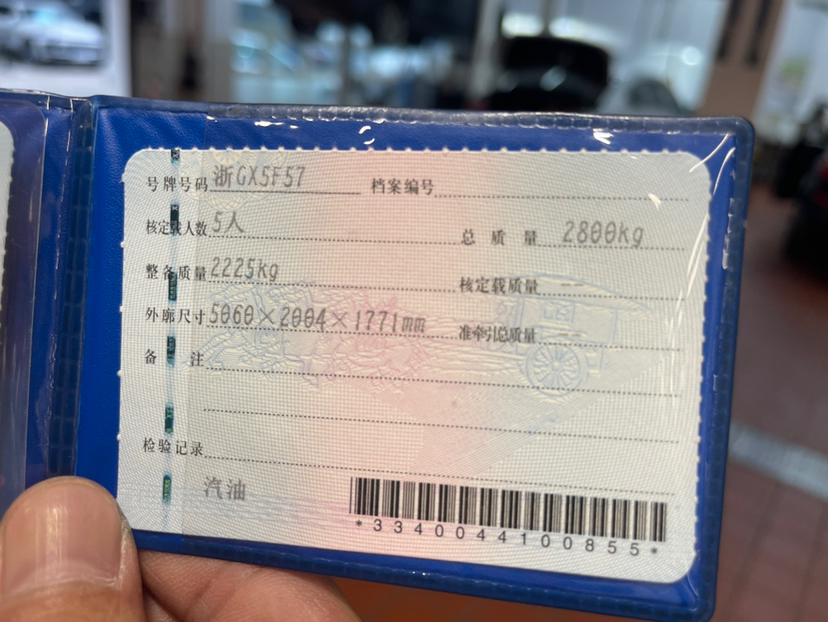 号牌号码 浙GX5F57 档案编号
核定载人数 5人 总质量 2800kg
整备质量 2225kg 核定载质量 --
外廓尺寸 5060×2004×1771mm 准牵引总质量 --
备注
检验记录
汽油
*3340044100855*